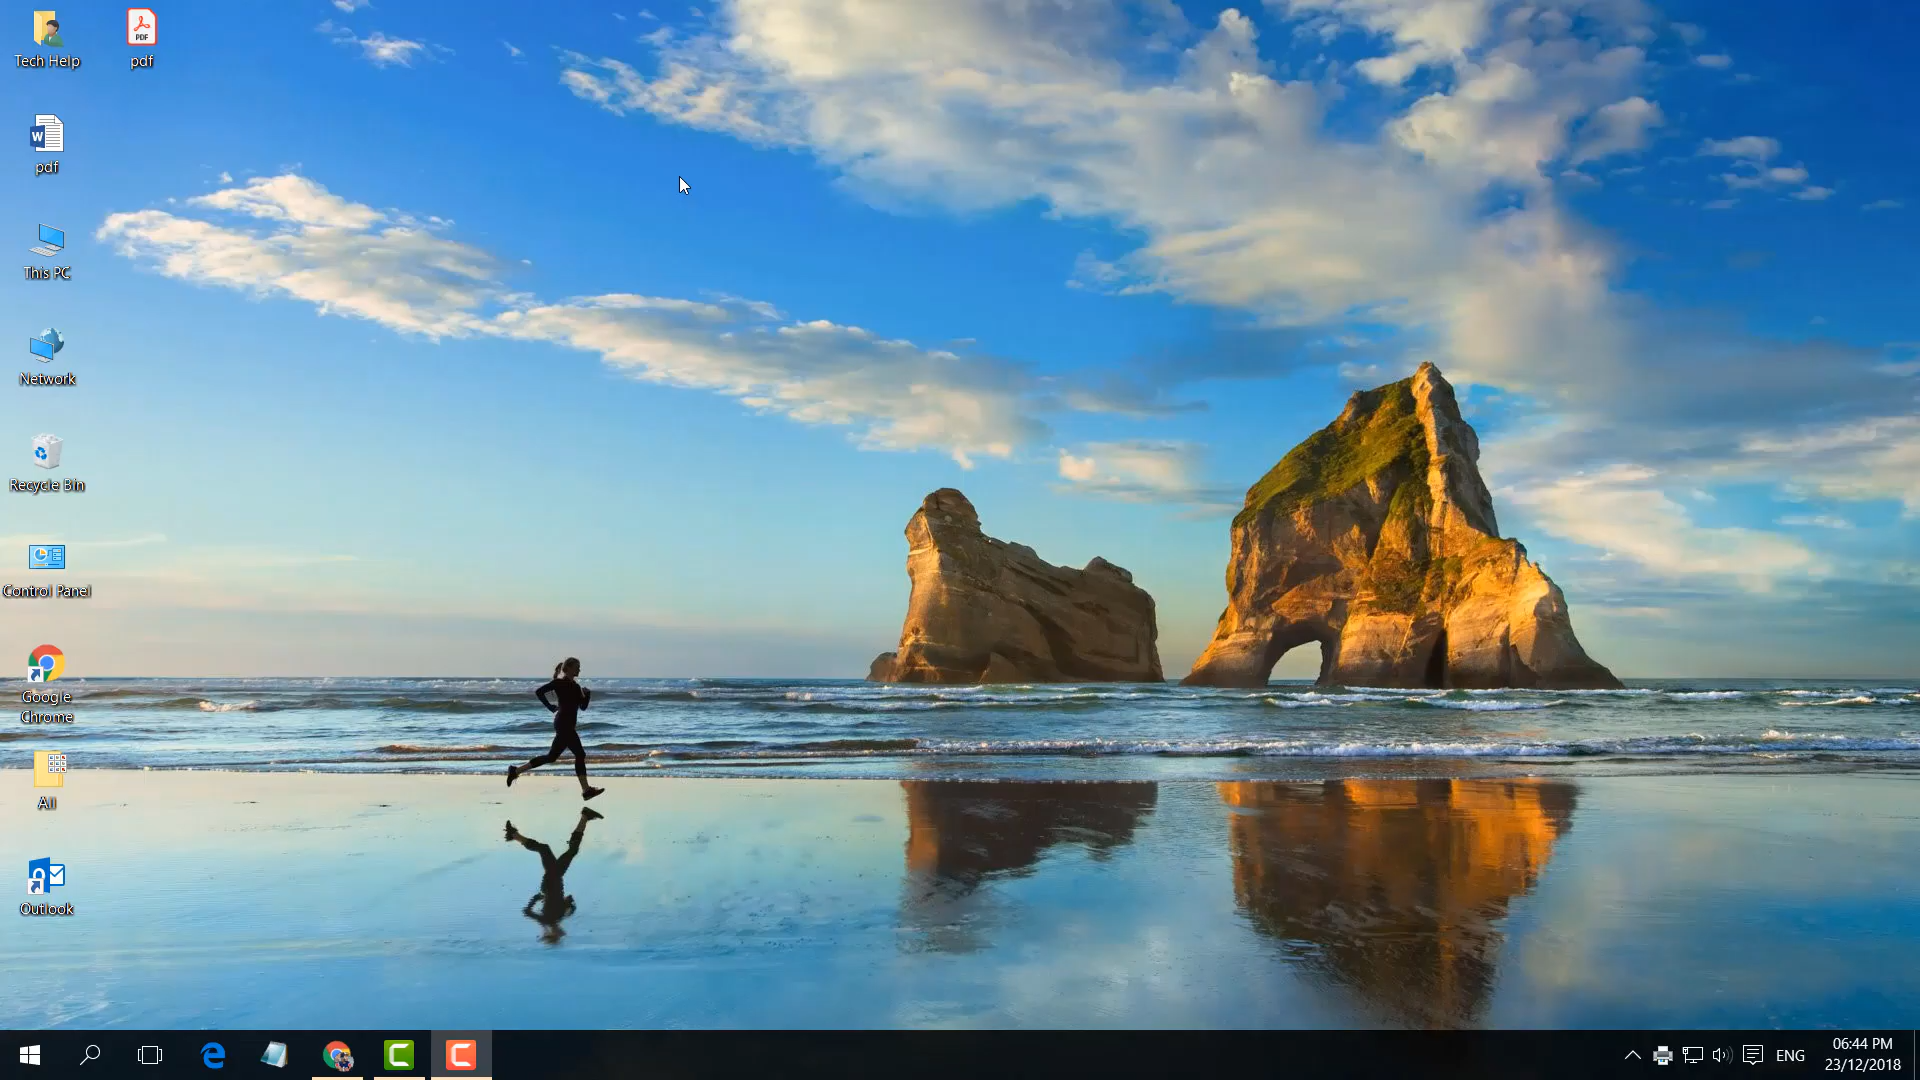 Tech Help
PDF
pdf
W
pdf
This PC
Network
Recycle Bin
Control Panel
Google
Chrome
All
Outlook
ENG
06:44 PM
23/12/2018